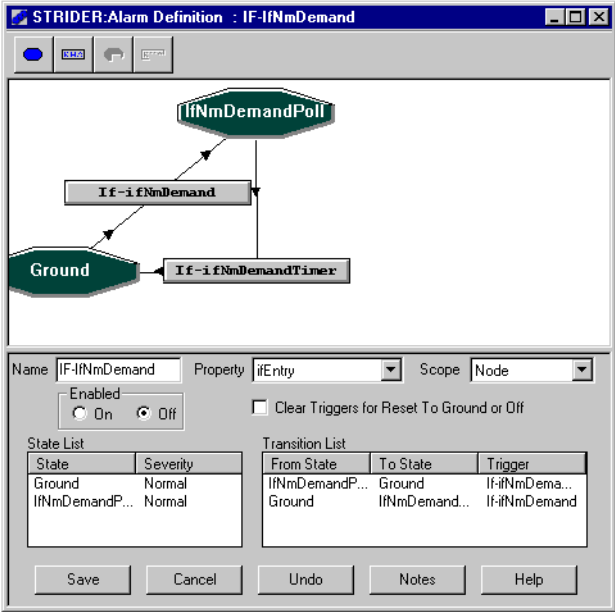 STRIDER:Alarm Definition : IF-IfNmDemand
IfNmDemandPoll
If-ifNmDemand
Ground
If-ifNmDemandTimer
Name IF-IfNmDemand Property ifEntry Scope Node
Enabled
On Off Clear Triggers for Reset To Ground or Off
State List Transition List
State Severity From State To State Trigger
Ground Normal IfNmDemandP... Ground If-ifNmDema...
IfNmDemandP... Normal Ground IfNmDemand... If-ifNmDemand
Save Cancel Undo Notes Help